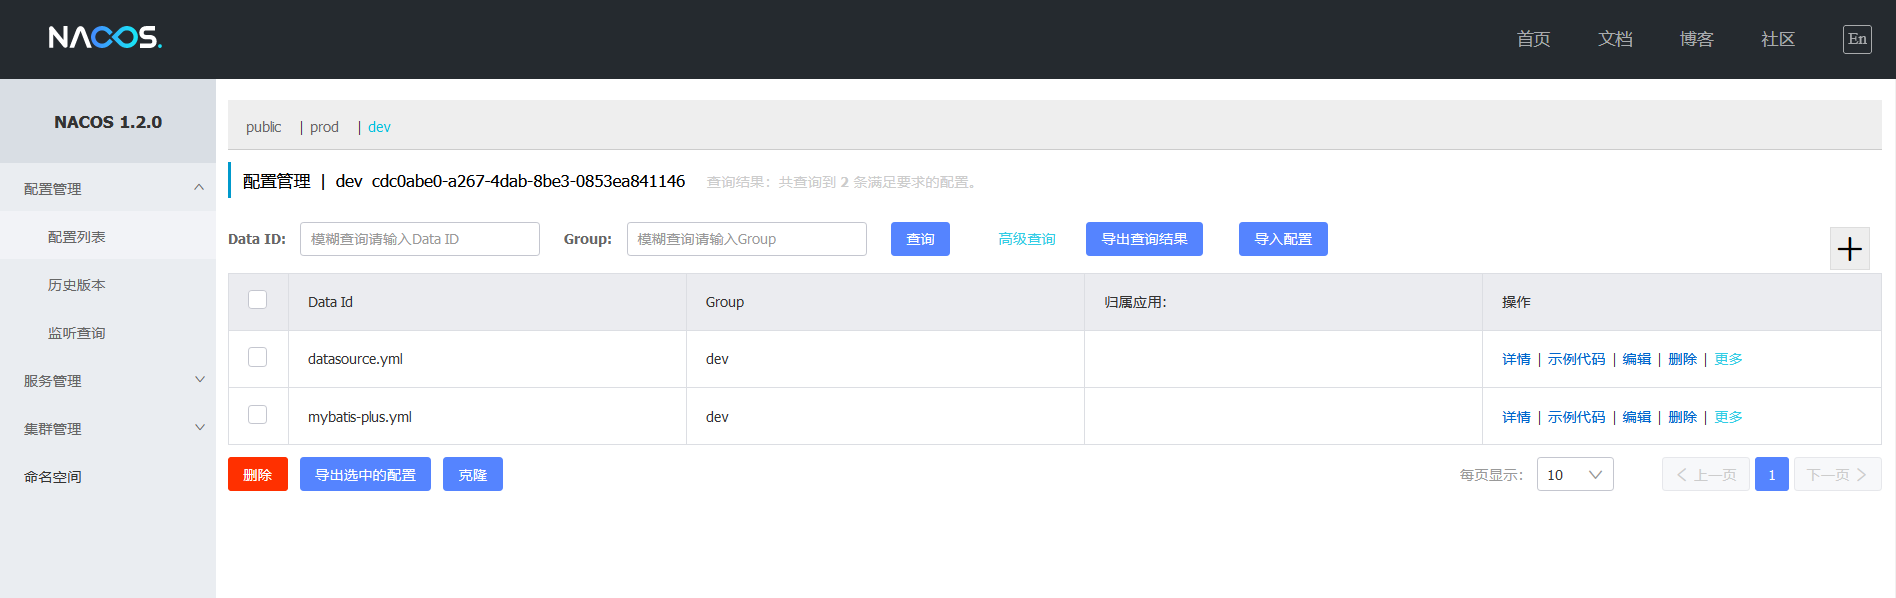 NACOS.
首页 文档 博客 社区 En
NACOS 1.2.0
配置管理
配置列表
历史版本
监听查询
服务管理
集群管理
命名空间
public | prod | dev
配置管理 | dev cdc0abe0-a267-4dab-8be3-0853ea841146 查询结果：共查询到 2 条满足要求的配置。
Data ID: 模糊查询请输入Data ID Group: 模糊查询请输入Group 查询 高级查询 导出查询结果 导入配置
Data Id Group 归属应用: 操作
datasource.yml dev 详情 | 示例代码 | 编辑 | 删除 | 更多
mybatis-plus.yml dev 详情 | 示例代码 | 编辑 | 删除 | 更多
删除 导出选中的配置 克隆 每页显示: 10 上一页 1 下一页